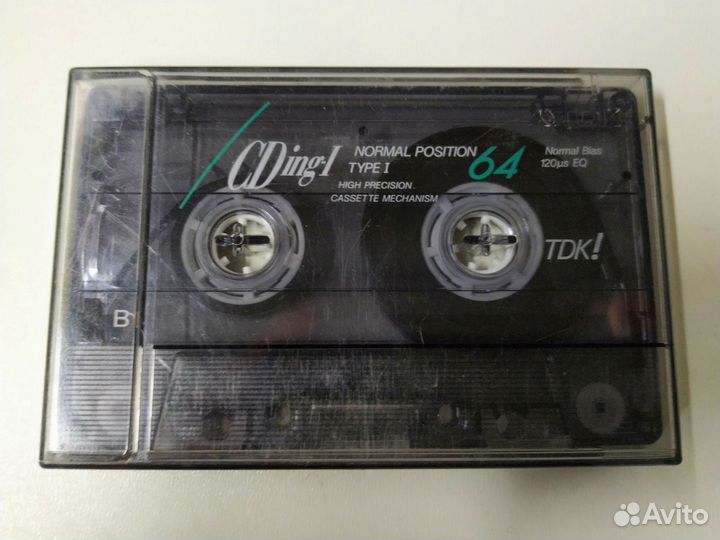 CDing-I
NORMAL POSITION
TYPE I
HIGH PRECISION
CASSETTE MECHANISM
64
Normal Bias
120µs EQ
TDK!
B
Avito